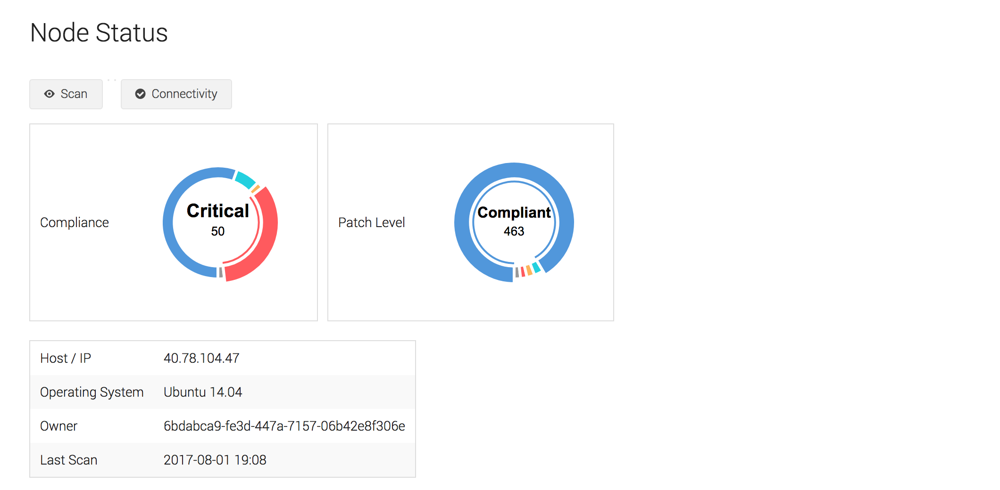 Node Status
Scan
Connectivity
Compliance
Critical
50
Patch Level
Compliant
463
Host / IP 40.78.104.47
Operating System Ubuntu 14.04
Owner 6bdabca9-fe3d-447a-7157-06b42e8f306e
Last Scan 2017-08-01 19:08